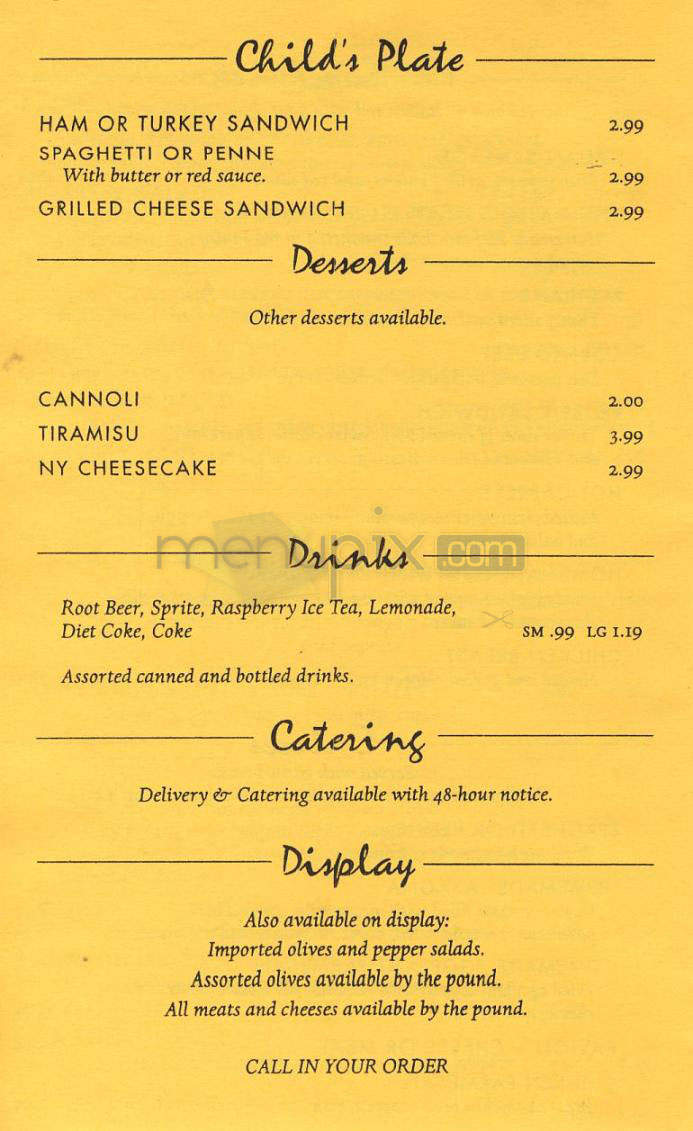 Child's Plate
HAM OR TURKEY SANDWICH 2.99
SPAGHETTI OR PENNE
With butter or red sauce. 2.99
GRILLED CHEESE SANDWICH 2.99
Desserts
Other desserts available.
CANNOLI 2.00
TIRAMISU 3.99
NY CHEESECAKE 2.99
menupix.com
Drinks
Root Beer, Sprite, Raspberry Ice Tea, Lemonade,
Diet Coke, Coke SM .99 LG 1.19
Assorted canned and bottled drinks.
Catering
Delivery & Catering available with 48-hour notice.
Display
Also available on display:
Imported olives and pepper salads.
Assorted olives available by the pound.
All meats and cheeses available by the pound.
CALL IN YOUR ORDER